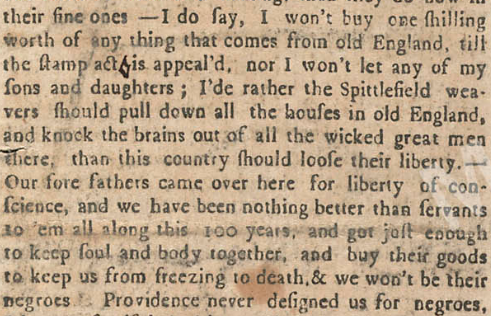 their fine ones —I do ſay, I won't buy one ſhilling
worth of any thing that comes from old England, till
the ſtamp act is appeal'd, nor I won't let any of my
ſons and daughters; I'de rather the Spittlefield wea-
vers ſhould pull down all the houſes in old England,
and knock the brains out of all the wicked great men
there, than this country ſhould looſe their liberty.—
Our fore fathers came over here for liberty of con-
ſcience, and we have been nothing better than ſervants
to 'em all along this 100 years, and got juſt enough
to keep ſoul and body together, and buy their goods
to keep us from freezing to death, & we won't be their
negroes Providence never deſigned us for negroes,